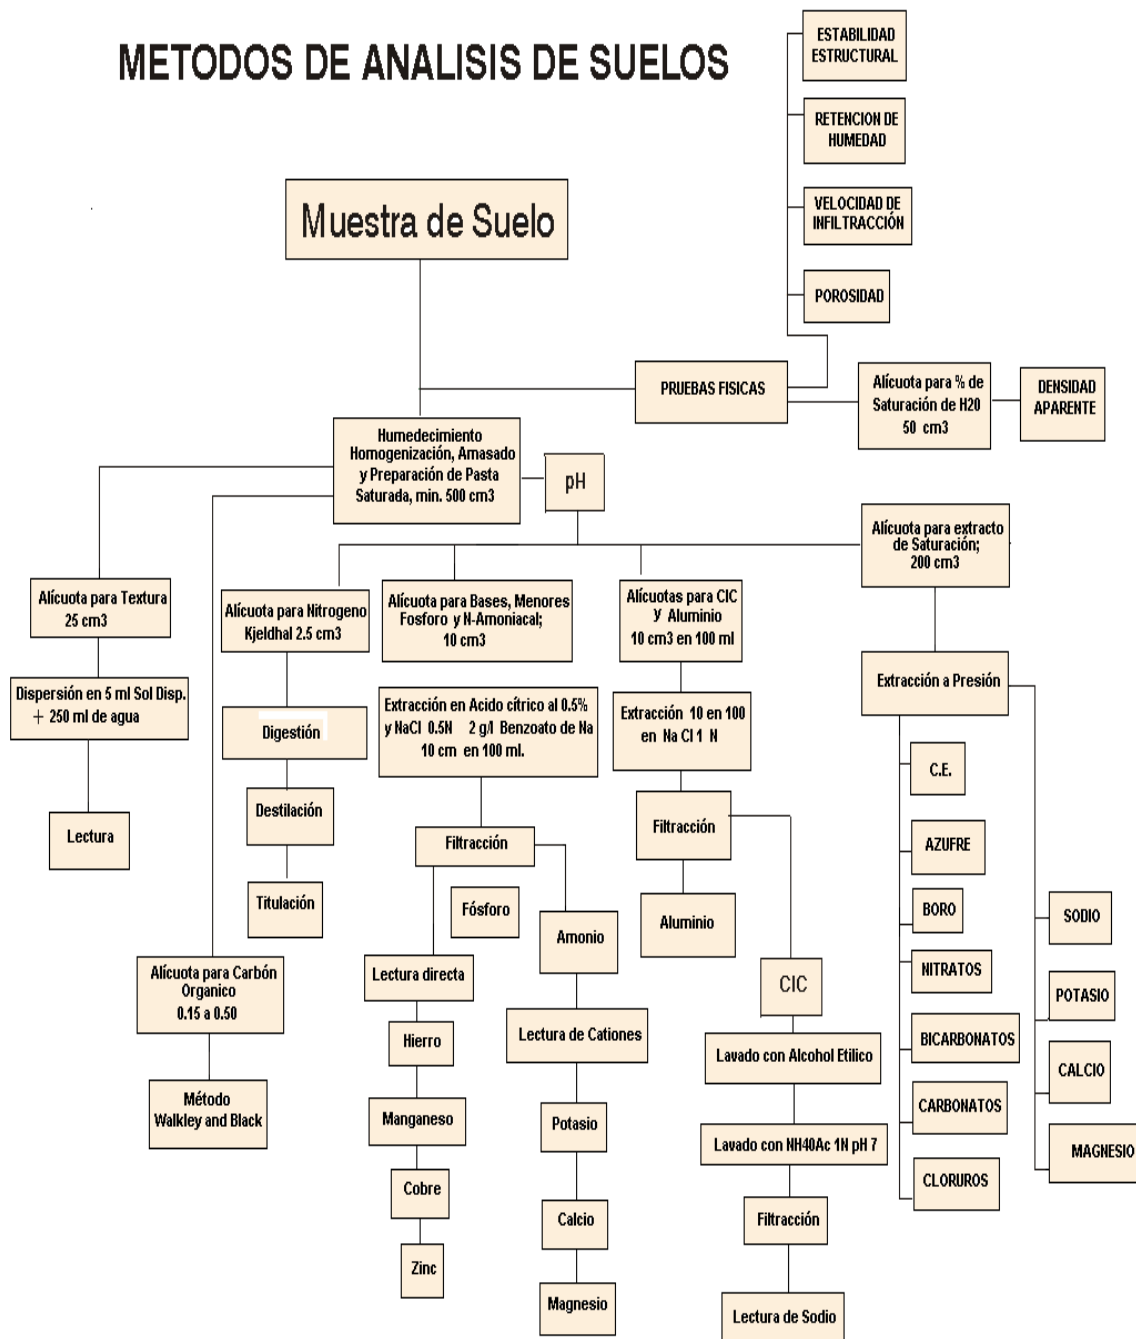 METODOS DE ANALISIS DE SUELOS
ESTABILIDAD
ESTRUCTURAL
RETENCION DE
HUMEDAD
VELOCIDAD DE
INFILTRACCIÓN
POROSIDAD
Muestra de Suelo
PRUEBAS FISICAS
Alícuota para % de
Saturación de H20
50 cm3
DENSIDAD
APARENTE
Humedecimiento
Homogenización, Amasado
y Preparación de Pasta
Saturada, min. 500 cm3
pH
Alícuota para extracto
de Saturación;
200 cm3
Alícuota para Textura
25 cm3
Alícuota para Nitrogeno
Kjeldhal 2.5 cm3
Alícuota para Bases, Menores
Fosforo y N-Amoniacal;
10 cm3
Alícuotas para CIC
y Aluminio
10 cm3 en 100 ml
Extracción a Presión
Dispersión en 5 ml Sol Disp.
+ 250 ml de agua
Digestión
Extracción en Acido cítrico al 0.5%
y NaCl 0.5N 2 g/l Benzoato de Na
10 cm en 100 ml.
Extracción 10 en 100
en Na Cl 1 N
Lectura
Destilación
Titulación
Filtracción
Fósforo
Amonio
Filtracción
Aluminio
C.E.
AZUFRE
BORO
NITRATOS
BICARBONATOS
CARBONATOS
CLORUROS
SODIO
POTASIO
CALCIO
MAGNESIO
Alícuota para Carbón
Organico
0.15 a 0.50
Método
Walkley and Black
Lectura directa
Hierro
Manganeso
Cobre
Zinc
Lectura de Cationes
Potasio
Calcio
Magnesio
CIC
Lavado con Alcohol Etilico
Lavado con NH40Ac 1N pH 7
Filtracción
Lectura de Sodio